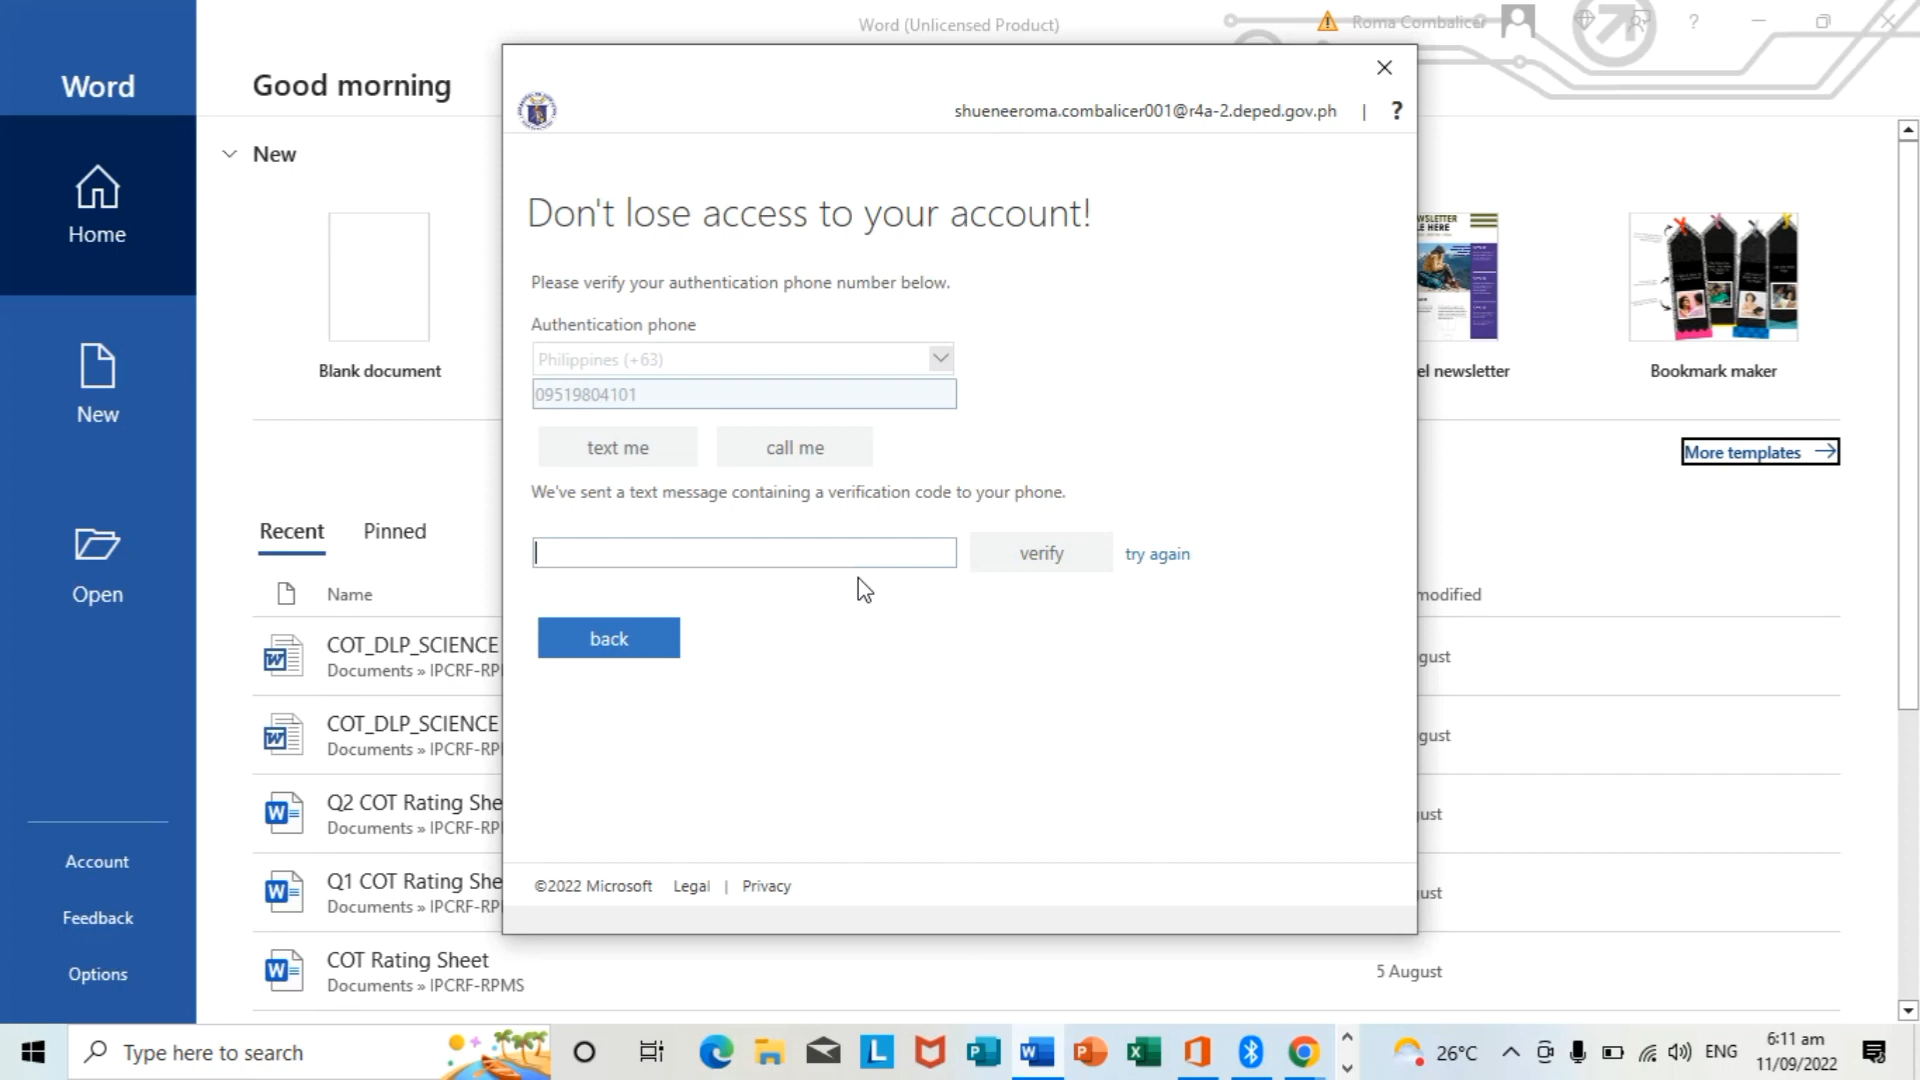 Word (Unlicensed Product)
Roma Combalicer
?
Word
Good morning
Home
New
Open
Account
Feedback
Options
New
Blank document
el newsletter
Bookmark maker
More templates
Recent
Pinned
Name
modified
COT_DLP_SCIENCE
Documents » IPCRF-RP
gust
COT_DLP_SCIENCE
Documents » IPCRF-RP
gust
Q2 COT Rating She
Documents » IPCRF-RP
ust
Q1 COT Rating She
Documents » IPCRF-RP
ust
COT Rating Sheet
Documents » IPCRF-RPMS
5 August
shueneeroma.combalicer001@r4a-2.deped.gov.ph | ?
Don't lose access to your account!
Please verify your authentication phone number below.
Authentication phone
Philippines (+63)
09519804101
text me
call me
We've sent a text message containing a verification code to your phone.
verify
try again
back
©2022 Microsoft Legal | Privacy
Type here to search
26°C
ENG
6:11 am
11/09/2022